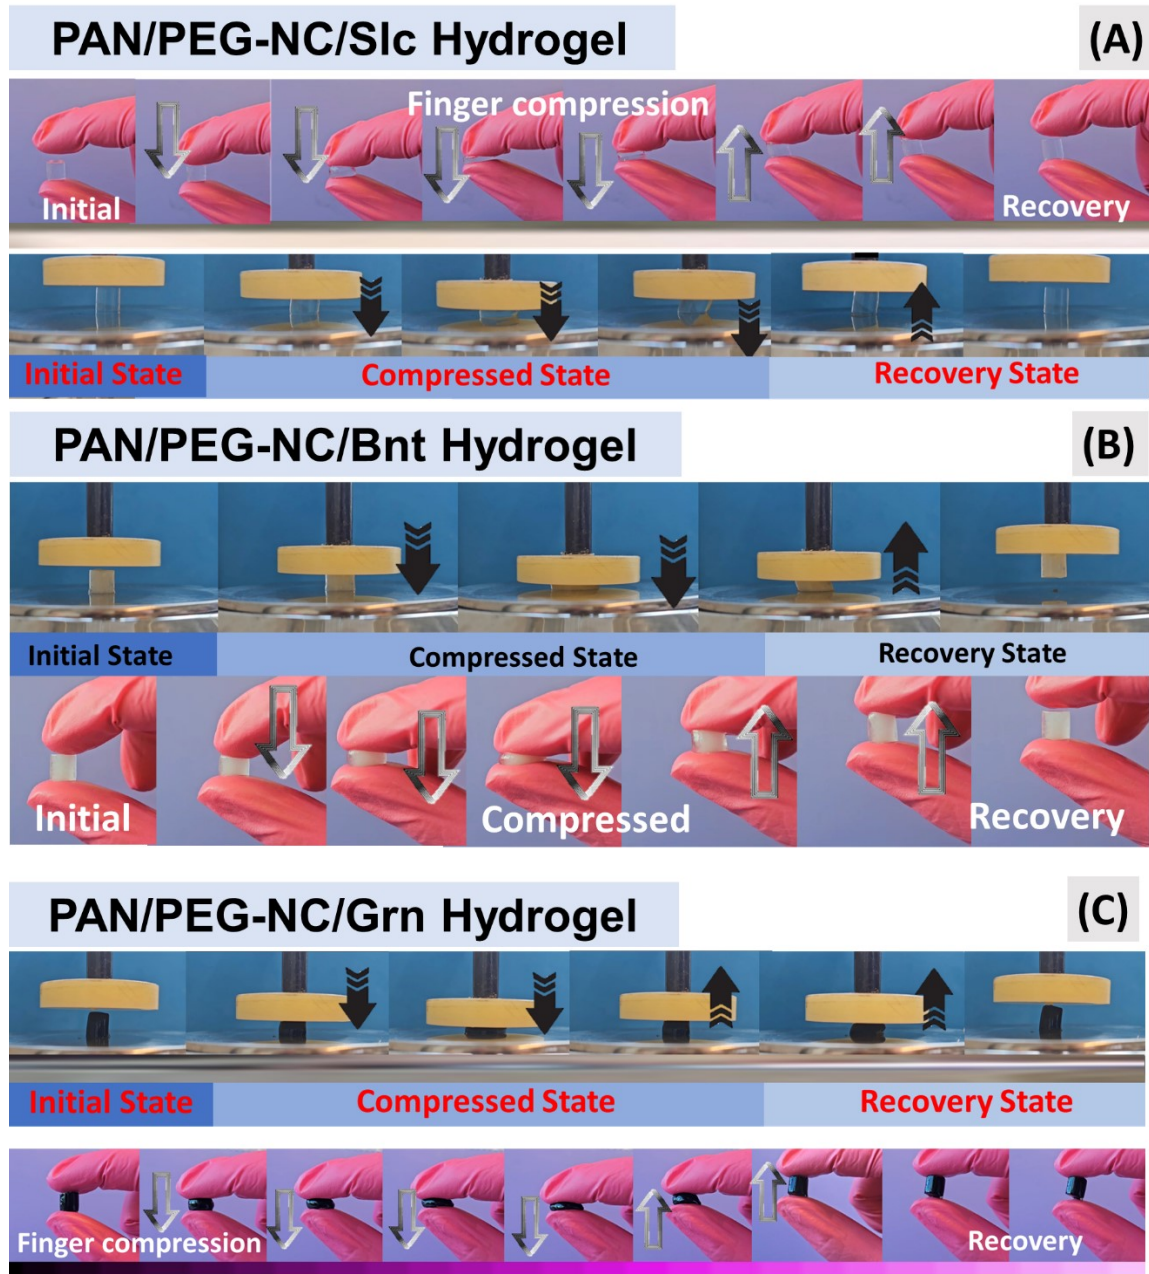 PAN/PEG-NC/Slc Hydrogel
(A)
Finger compression
Initial
Recovery
Initial State
Compressed State
Recovery State
PAN/PEG-NC/Bnt Hydrogel
(B)
Initial State
Compressed State
Recovery State
Initial
Compressed
Recovery
PAN/PEG-NC/Grn Hydrogel
(C)
Initial State
Compressed State
Recovery State
Finger compression
Recovery